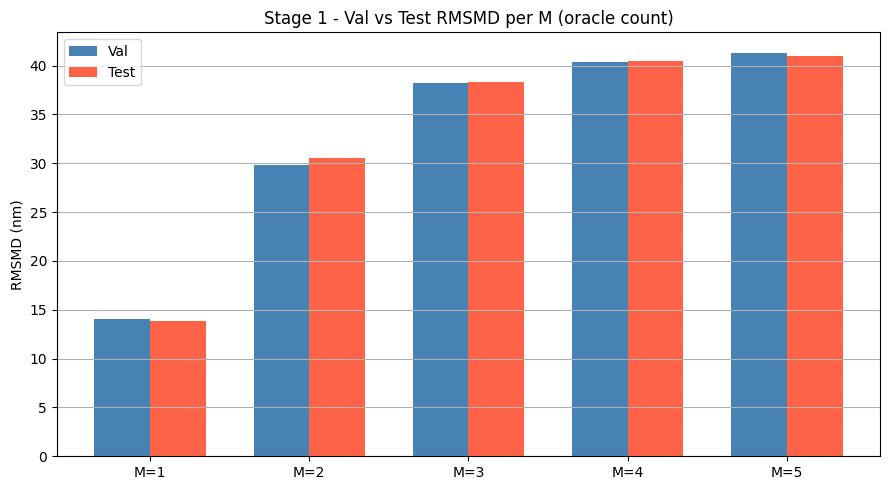 Stage 1 - Val vs Test RMSMD per M (oracle count)
Val
Test
RMSMD (nm)
40
35
30
25
20
15
10
5
0
M=1 M=2 M=3 M=4 M=5